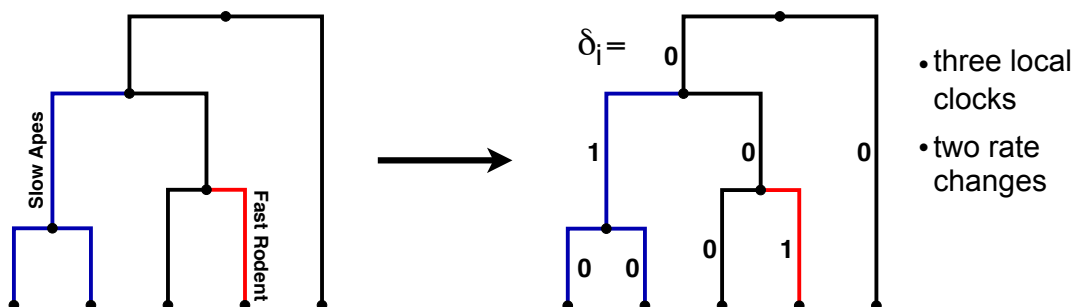 Slow Apes
Fast Rodent
δi=
0
1
0
0
0
0
0
1
• three local
clocks
• two rate
changes